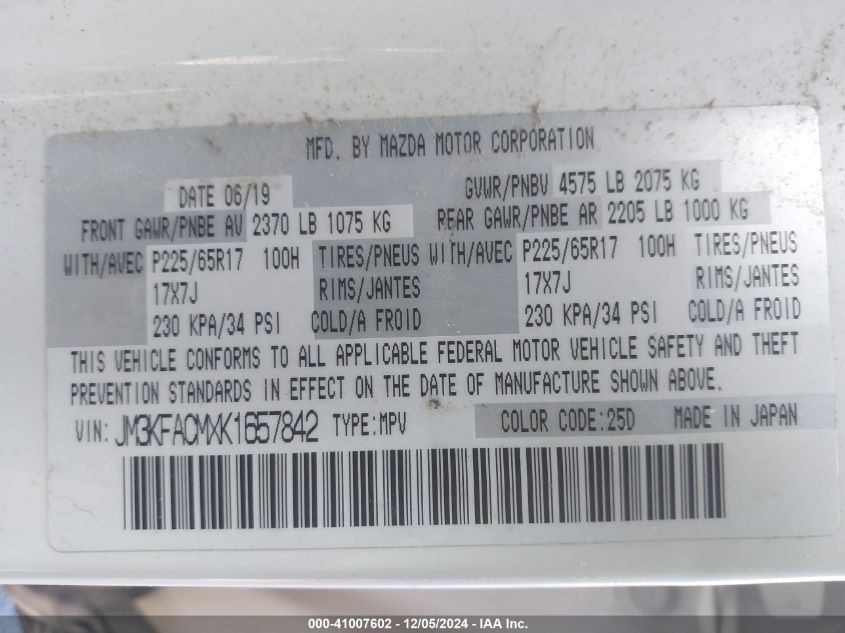 MFD. BY MAZDA MOTOR CORPORATION
DATE 06/19 GVWR/PNBV 4575 LB 2075 KG
FRONT GAWR/PNBE AV 2370 LB 1075 KG REAR GAWR/PNBE AR 2205 LB 1000 KG
WITH/AVEC P225/65R17 100H TIRES/PNEUS WITH/AVEC P225/65R17 100H TIRES/PNEUS
17X7J RIMS/JANTES 17X7J RIMS/JANTES
230 KPA/34 PSI COLD/A FROID 230 KPA/34 PSI COLD/A FROID
THIS VEHICLE CONFORMS TO ALL APPLICABLE FEDERAL MOTOR VEHICLE SAFETY AND THEFT
PREVENTION STANDARDS IN EFFECT ON THE DATE OF MANUFACTURE SHOWN ABOVE.
VIN: JM3KFACMXK1657842 TYPE:MPV COLOR CODE:25D MADE IN JAPAN
000-41007602 - 12/05/2024 - IAA Inc.